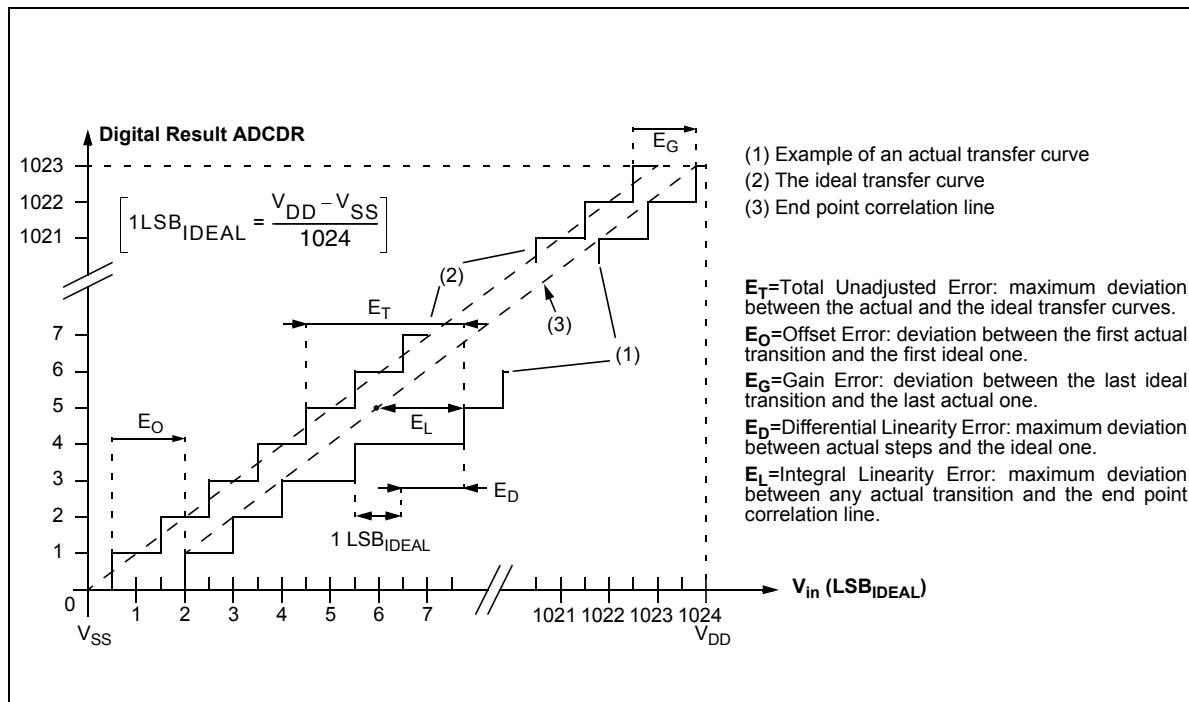 Digital Result ADCDR
E_G
1023
1022
1021
[1LSB_IDEAL = (V_DD – V_SS) / 1024]
(1) Example of an actual transfer curve
(2) The ideal transfer curve
(3) End point correlation line
(2)
E_T
(3)
7
(1)
6
5
E_L
E_O
4
3
E_D
2
1 LSB_IDEAL
1
0
1 2 3 4 5 6 7 1021 1022 1023 1024
V_in (LSB_IDEAL)
V_SS
V_DD
E_T=Total Unadjusted Error: maximum deviation
between the actual and the ideal transfer curves.
E_O=Offset Error: deviation between the first actual
transition and the first ideal one.
E_G=Gain Error: deviation between the last ideal
transition and the last actual one.
E_D=Differential Linearity Error: maximum deviation
between actual steps and the ideal one.
E_L=Integral Linearity Error: maximum deviation
between any actual transition and the end point
correlation line.